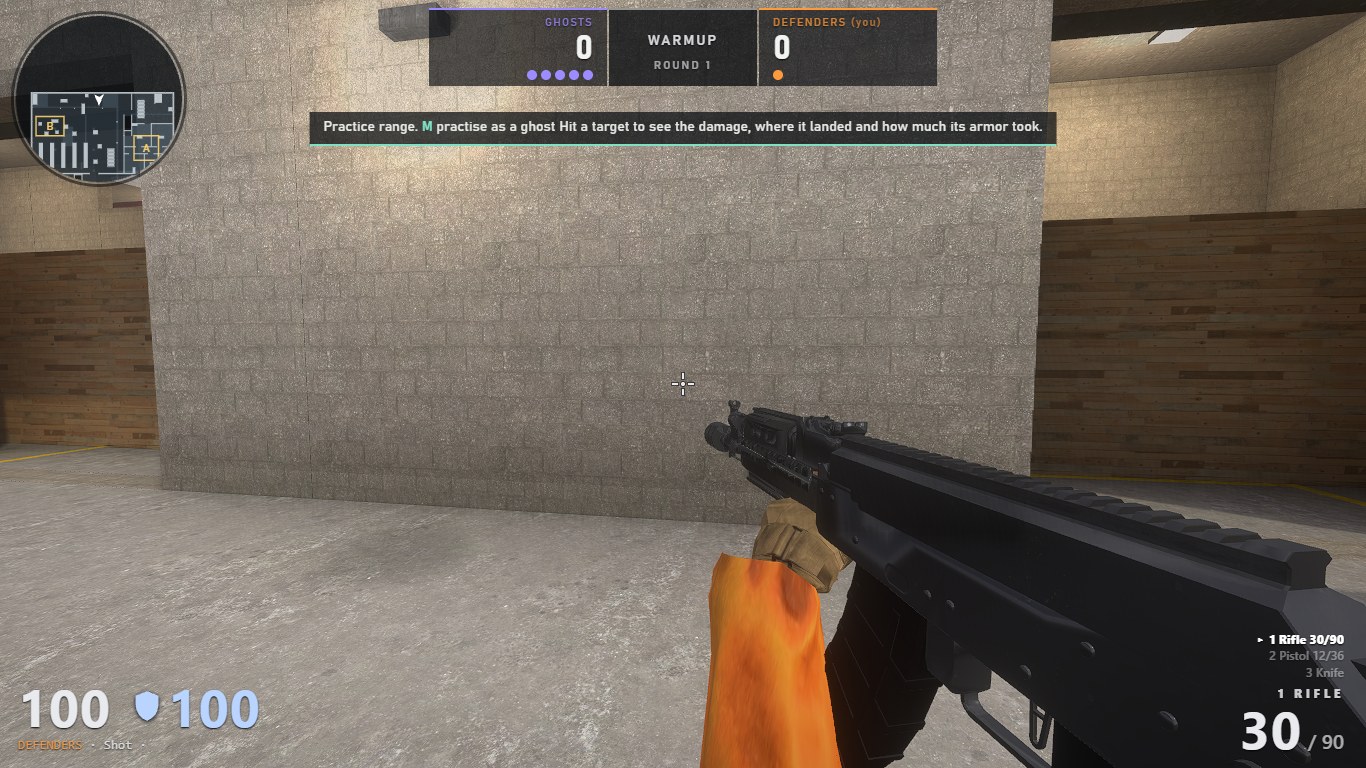 GHOSTS
0
WARMUP
ROUND 1
DEFENDERS (you)
0
Practice range. M practise as a ghost Hit a target to see the damage, where it landed and how much its armor took.
B
A
▸ 1 Rifle 30/90
2 Pistol 12/36
3 Knife
1 RIFLE
30 / 90
100 100
DEFENDERS · Shot ·